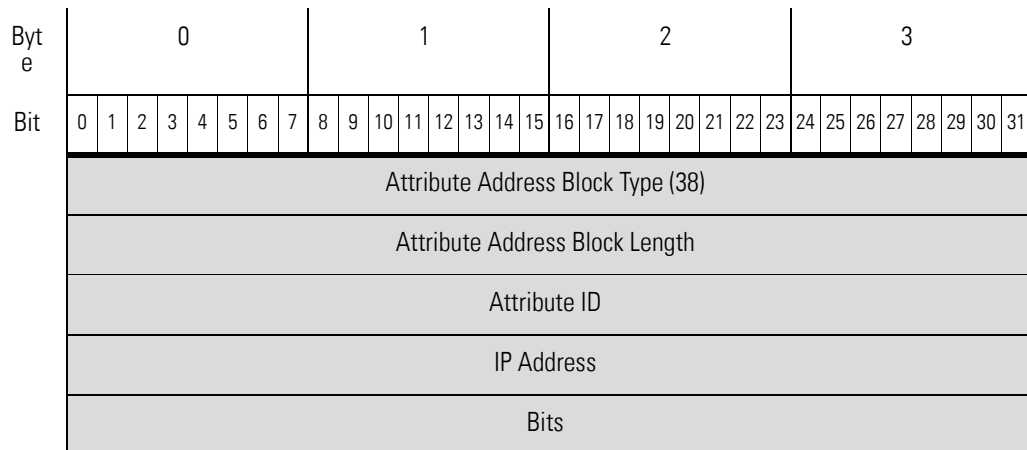 Byt
e 0 1 2 3
Bit 0 1 2 3 4 5 6 7 8 9 10 11 12 13 14 15 16 17 18 19 20 21 22 23 24 25 26 27 28 29 30 31
Attribute Address Block Type (38)
Attribute Address Block Length
Attribute ID
IP Address
Bits